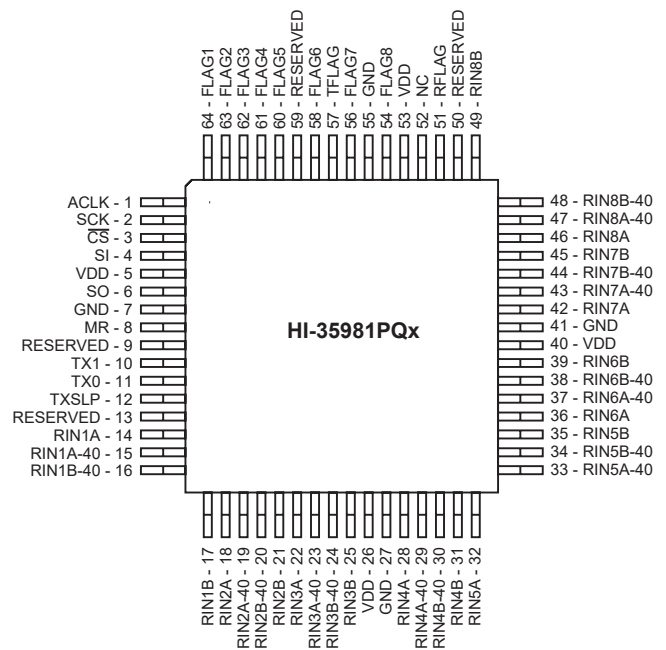 64 - FLAG1
63 - FLAG2
62 - FLAG3
61 - FLAG4
60 - FLAG5
59 - RESERVED
58 - FLAG6
57 - TFLAG
56 - FLAG7
55 - GND
54 - FLAG8
53 - VDD
52 - NC
51 - RFLAG
50 - RESERVED
49 - RIN8B
ACLK - 1
SCK - 2
C̅S̅ - 3
SI - 4
VDD - 5
SO - 6
GND - 7
MR - 8
RESERVED - 9
TX1 - 10
TX0 - 11
TXSLP - 12
RESERVED - 13
RIN1A - 14
RIN1A-40 - 15
RIN1B-40 - 16
HI-35981PQx
48 - RIN8B-40
47 - RIN8A-40
46 - RIN8A
45 - RIN7B
44 - RIN7B-40
43 - RIN7A-40
42 - RIN7A
41 - GND
40 - VDD
39 - RIN6B
38 - RIN6B-40
37 - RIN6A-40
36 - RIN6A
35 - RIN5B
34 - RIN5B-40
33 - RIN5A-40
RIN1B - 17
RIN2A - 18
RIN2A-40 - 19
RIN2B-40 - 20
RIN2B - 21
RIN3A - 22
RIN3A-40 - 23
RIN3B-40 - 24
RIN3B - 25
VDD - 26
GND - 27
RIN4A - 28
RIN4A-40 - 29
RIN4B-40 - 30
RIN4B - 31
RIN5A - 32